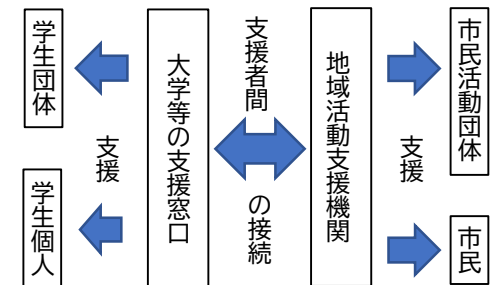 学生団体
学生個人
支援
大学等の支援窓口
支援者間
の接続
地域活動支援機関
支援
市民活動団体
市民